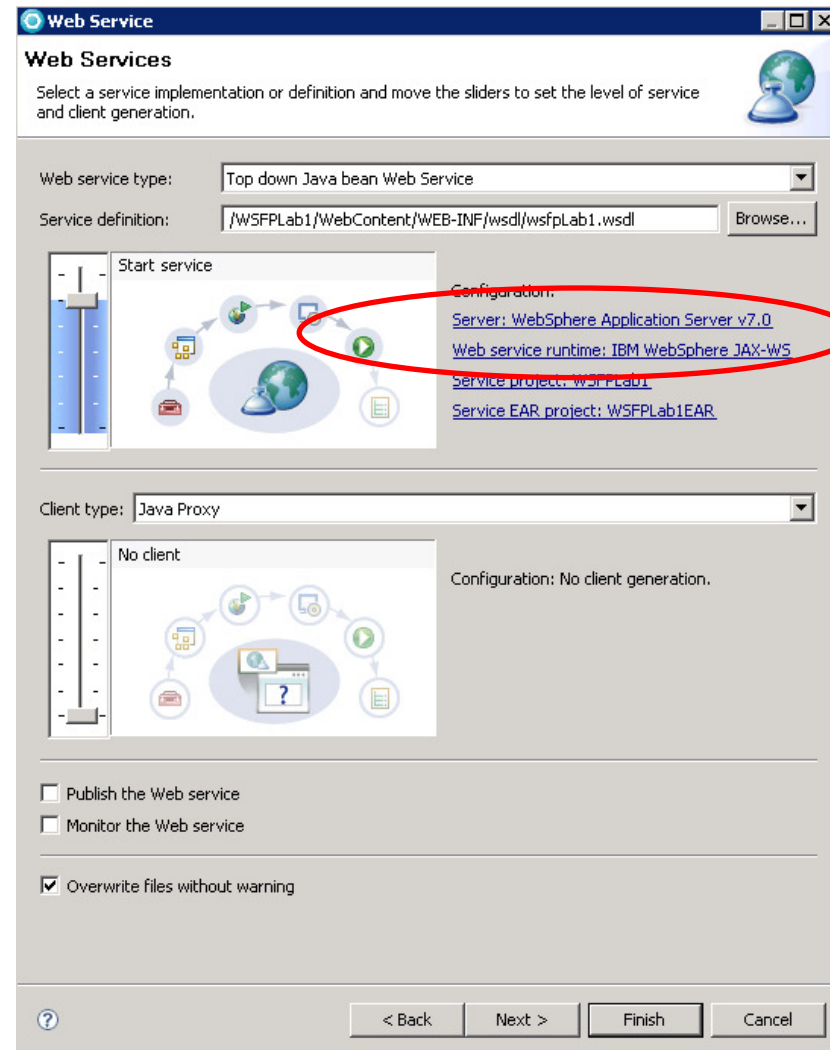 Web Service
Web Services
Select a service implementation or definition and move the sliders to set the level of service
and client generation.
Web service type: Top down Java bean Web Service
Service definition: /WSFPLab1/WebContent/WEB-INF/wsdl/wsfpLab1.wsdl Browse...
Start service
Configuration:
Server: WebSphere Application Server v7.0
Web service runtime: IBM WebSphere JAX-WS
Service project: WSFPLab1
Service EAR project: WSFPLab1EAR
Client type: Java Proxy
No client
Configuration: No client generation.
?
Publish the Web service
Monitor the Web service
Overwrite files without warning
? < Back Next > Finish Cancel